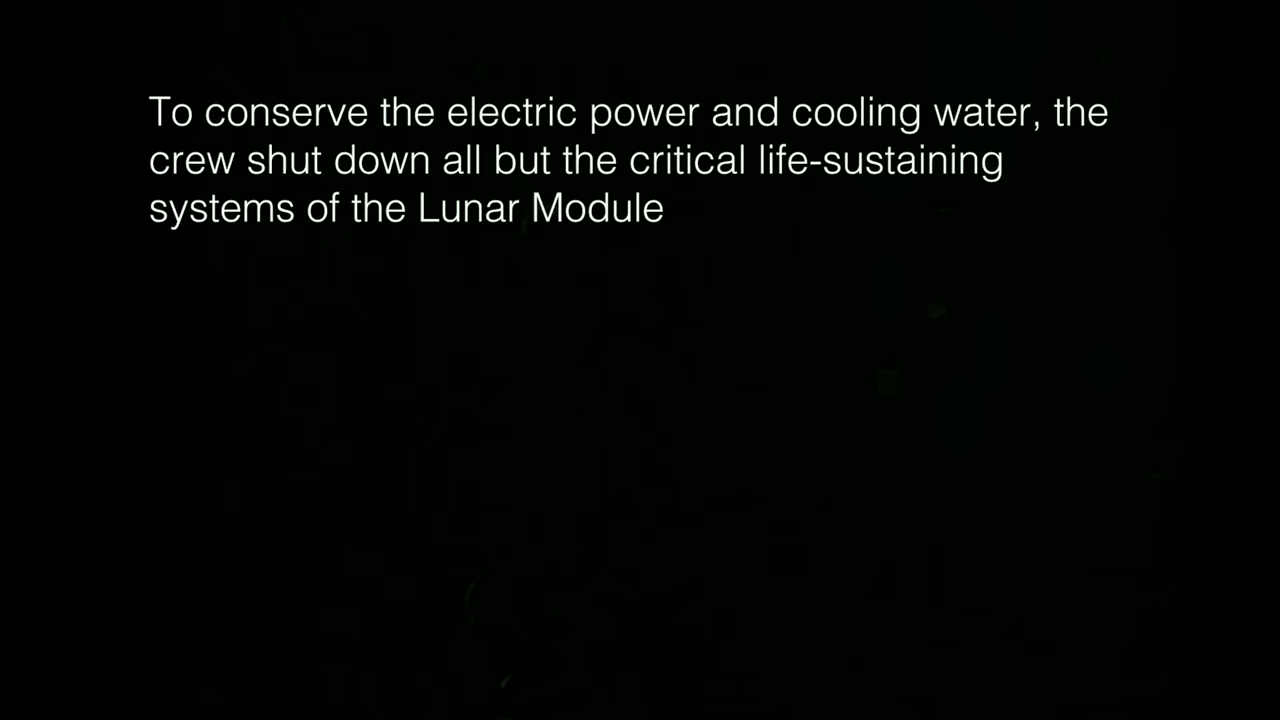 To conserve the electric power and cooling water, the
crew shut down all but the critical life-sustaining
systems of the Lunar Module